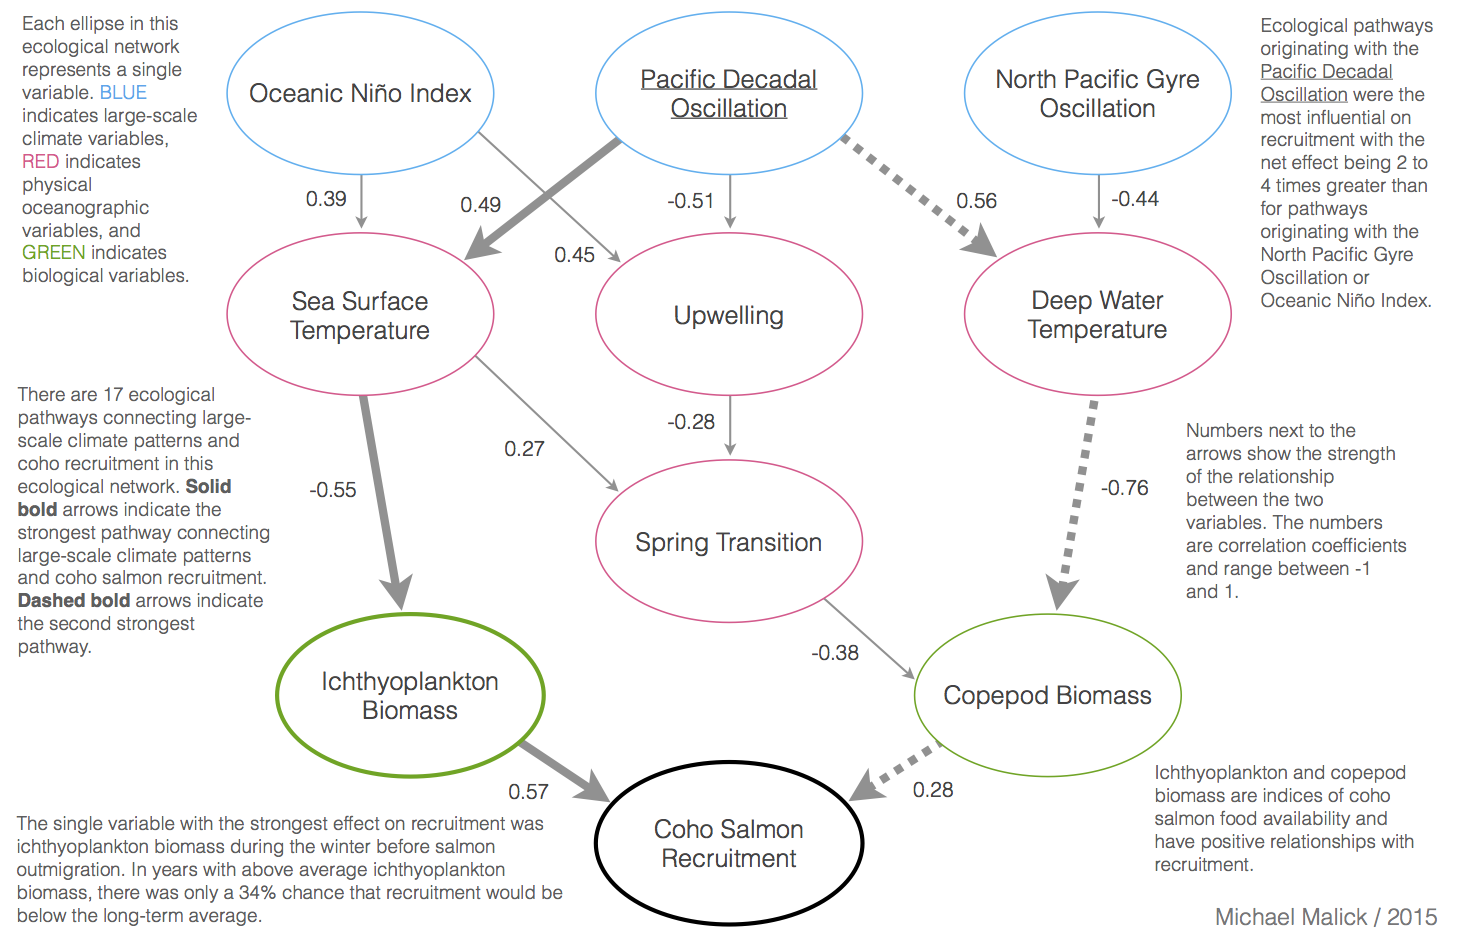 Each ellipse in this
ecological network
represents a single
variable. BLUE
indicates large-scale
climate variables,
RED indicates
physical
oceanographic
variables, and
GREEN indicates
biological variables.
Oceanic Niño Index
Pacific Decadal
Oscillation
North Pacific Gyre
Oscillation
Ecological pathways
originating with the
Pacific Decadal
Oscillation were the
most influential on
recruitment with the
net effect being 2 to
4 times greater than
for pathways
originating with the
North Pacific Gyre
Oscillation or
Oceanic Niño Index.
0.39
0.49
0.45
-0.51
0.56
-0.44
Sea Surface
Temperature
Upwelling
Deep Water
Temperature
There are 17 ecological
pathways connecting large-
scale climate patterns and
coho recruitment in this
ecological network. Solid
bold arrows indicate the
strongest pathway connecting
large-scale climate patterns
and coho salmon recruitment.
Dashed bold arrows indicate
the second strongest
pathway.
-0.55
0.27
-0.28
-0.76
Numbers next to the
arrows show the strength
of the relationship
between the two
variables. The numbers
are correlation coefficients
and range between -1
and 1.
Spring Transition
-0.38
Ichthyoplankton
Biomass
Copepod Biomass
0.57
0.28
Coho Salmon
Recruitment
Ichthyoplankton and copepod
biomass are indices of coho
salmon food availability and
have positive relationships with
recruitment.
The single variable with the strongest effect on recruitment was
ichthyoplankton biomass during the winter before salmon
outmigration. In years with above average ichthyoplankton
biomass, there was only a 34% chance that recruitment would be
below the long-term average.
Michael Malick / 2015